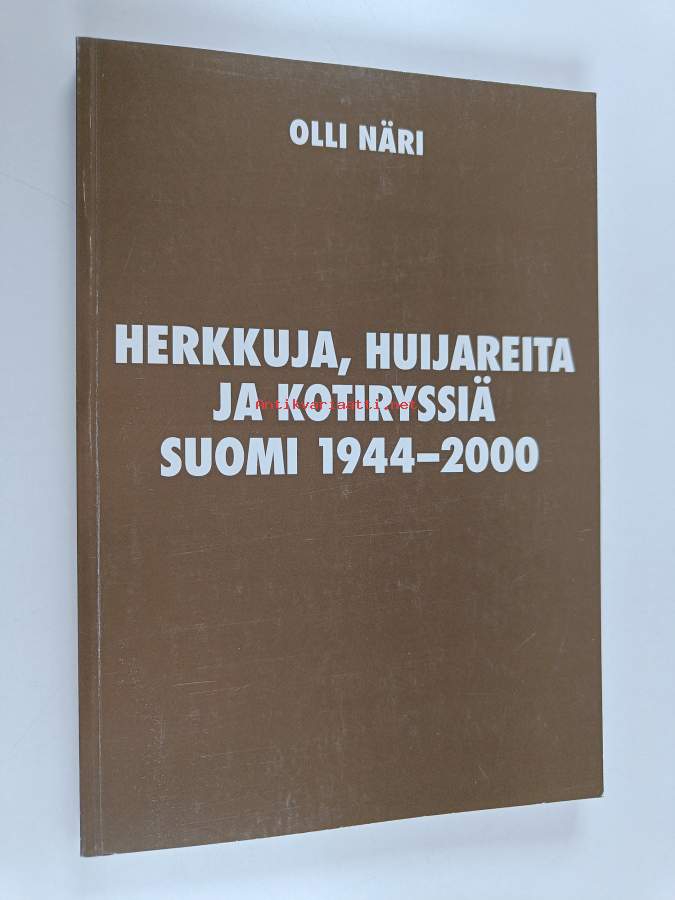 OLLI NÄRI
HERKKUJA, HUIJAREITA
JA KOTIRYSSIÄ
Antikvariaatti.net
SUOMI 1944–2000